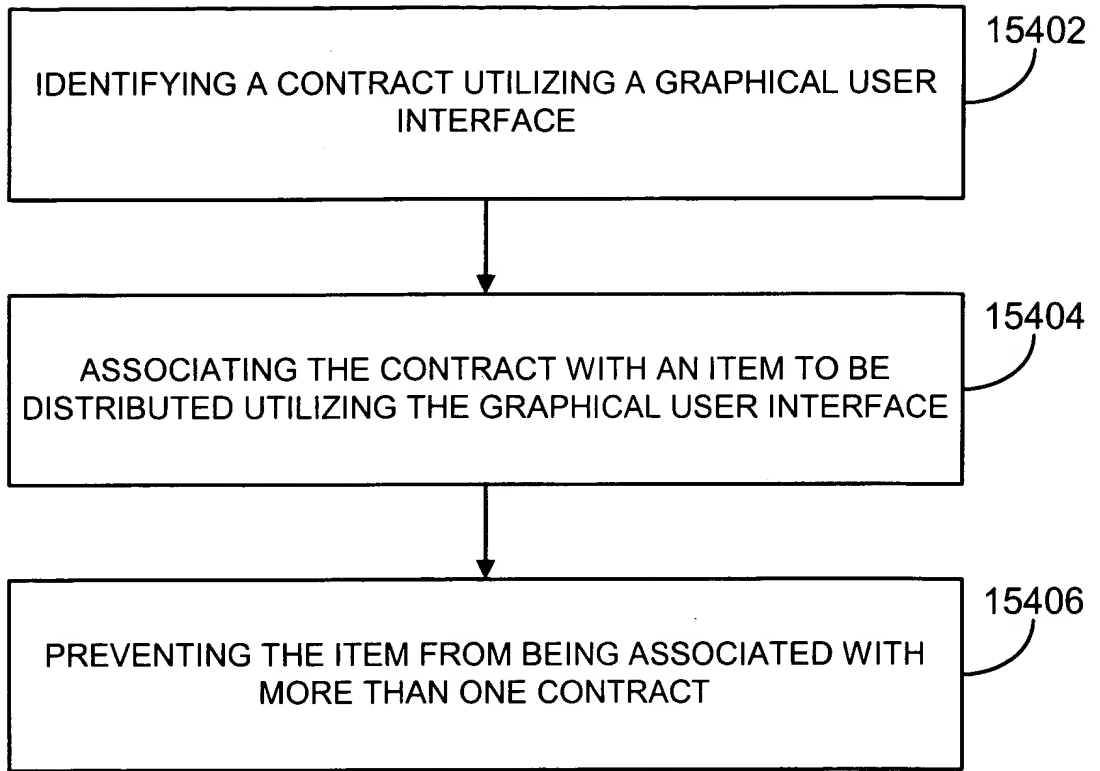 15402
IDENTIFYING A CONTRACT UTILIZING A GRAPHICAL USER
INTERFACE
15404
ASSOCIATING THE CONTRACT WITH AN ITEM TO BE
DISTRIBUTED UTILIZING THE GRAPHICAL USER INTERFACE
15406
PREVENTING THE ITEM FROM BEING ASSOCIATED WITH
MORE THAN ONE CONTRACT